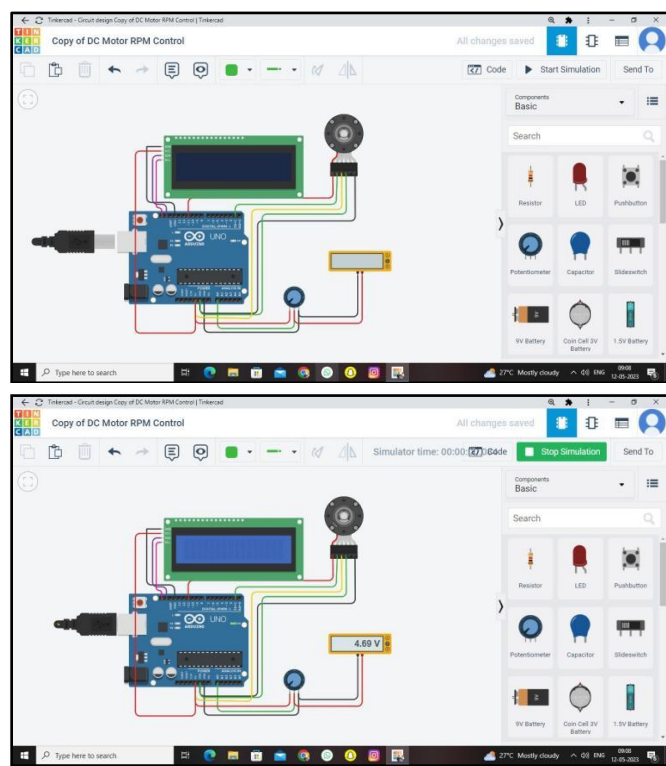 Tinkercad - Circuit design Copy of DC Motor RPM Control | Tinkercad
TIN
KER
CAD
Copy of DC Motor RPM Control
All changes saved
Code
Start Simulation
Send To
Components
Basic
Search
Resistor
LED
Pushbutton
Potentiometer
Capacitor
Slideswitch
9V Battery
Coin Cell 3V
Battery
1.5V Battery
UNO
ARDUINO
Type here to search
27°C Mostly cloudy
ENG
09:08
12-05-2023
Tinkercad - Circuit design Copy of DC Motor RPM Control | Tinkercad
TIN
KER
CAD
Copy of DC Motor RPM Control
All changes saved
Simulator time: 00:00:
Code
Stop Simulation
Send To
Components
Basic
Search
Resistor
LED
Pushbutton
Potentiometer
Capacitor
Slideswitch
9V Battery
Coin Cell 3V
Battery
1.5V Battery
UNO
ARDUINO
4.69 V
Type here to search
27°C Mostly cloudy
ENG
09:08
12-05-2023